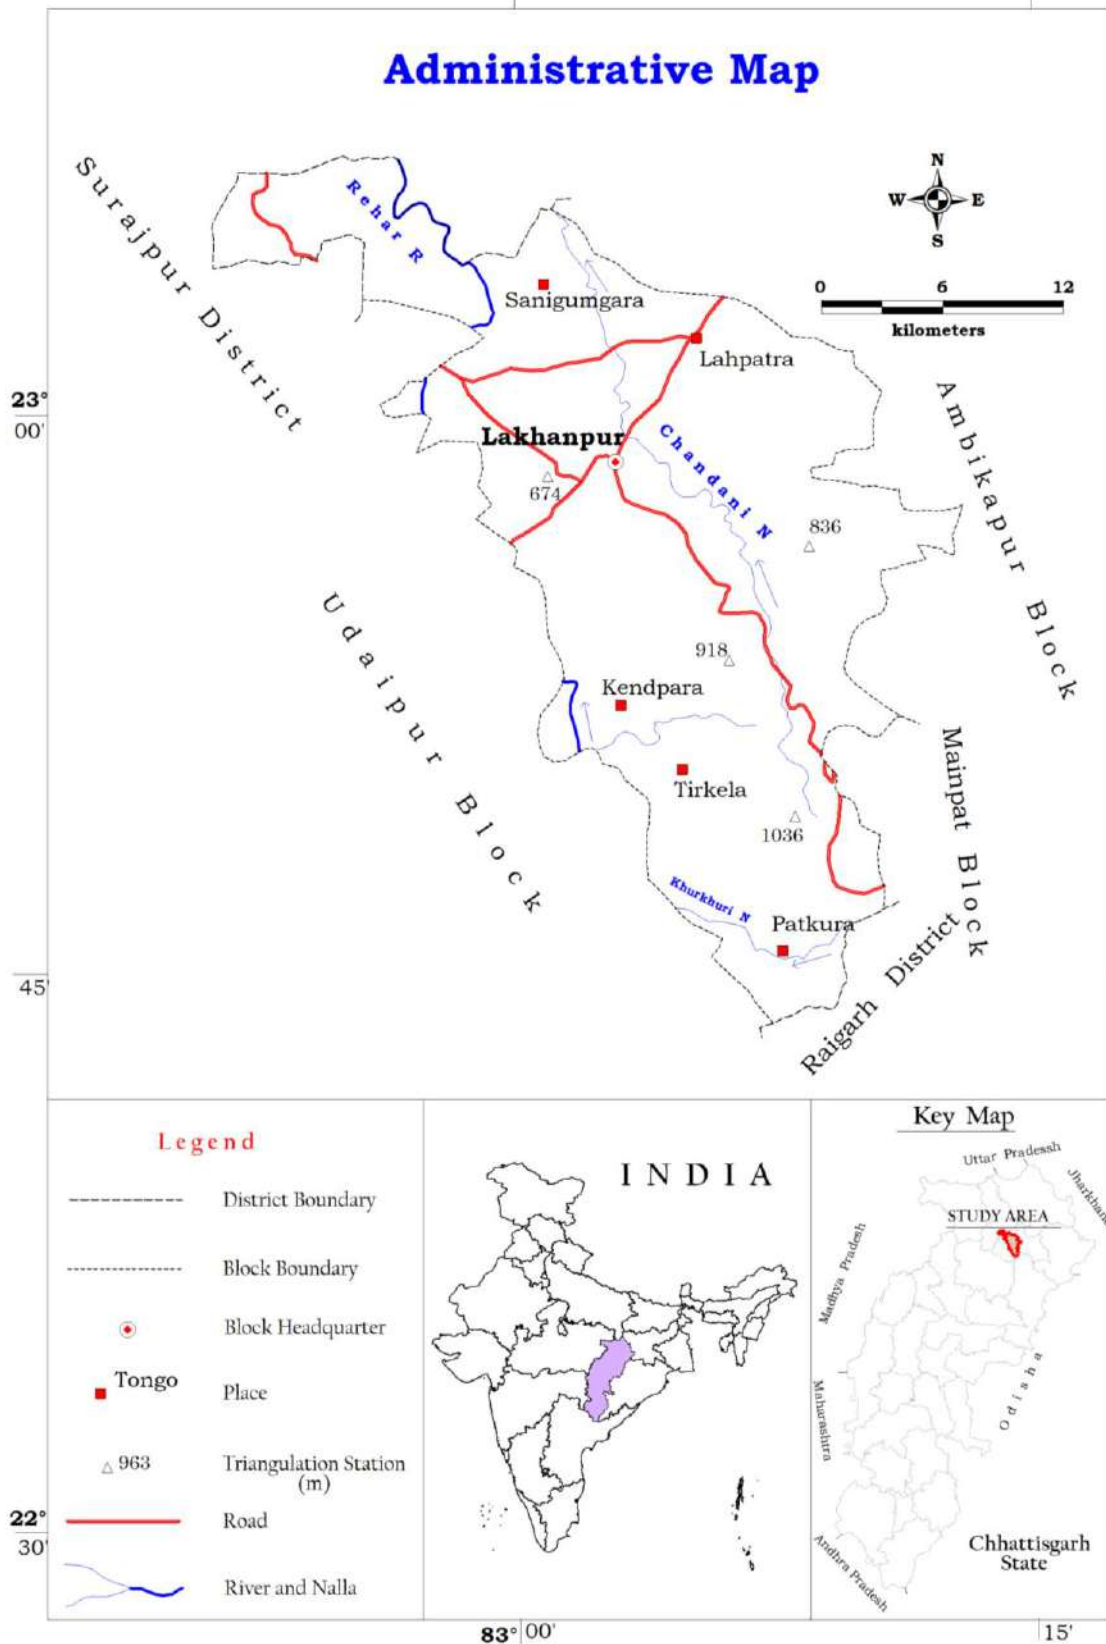 Administrative Map
N
W E
S
0 6 12
kilometers
Surajpur District
Rehar R
Sanigumgara
Lahpatra
23°
00'
Lakhanpur
Chandani N
Ambikapur Block
674
836
Udaipur Block
918
Kendpara
Mainpat Block
Tirkela
1036
Khurkhuri N
Patkura
45'
Raigarh District
Legend
District Boundary
Block Boundary
Block Headquarter
Tongo
Place
963
Triangulation Station
(m)
Road
River and Nalla
22°
30'
INDIA
Key Map
Uttar Pradessh
Jharkhand
STUDY AREA
Madhya Pradesh
Odisha
Maharashtra
Andhra Pradesh
Chhattisgarh
State
83° 00'
15'